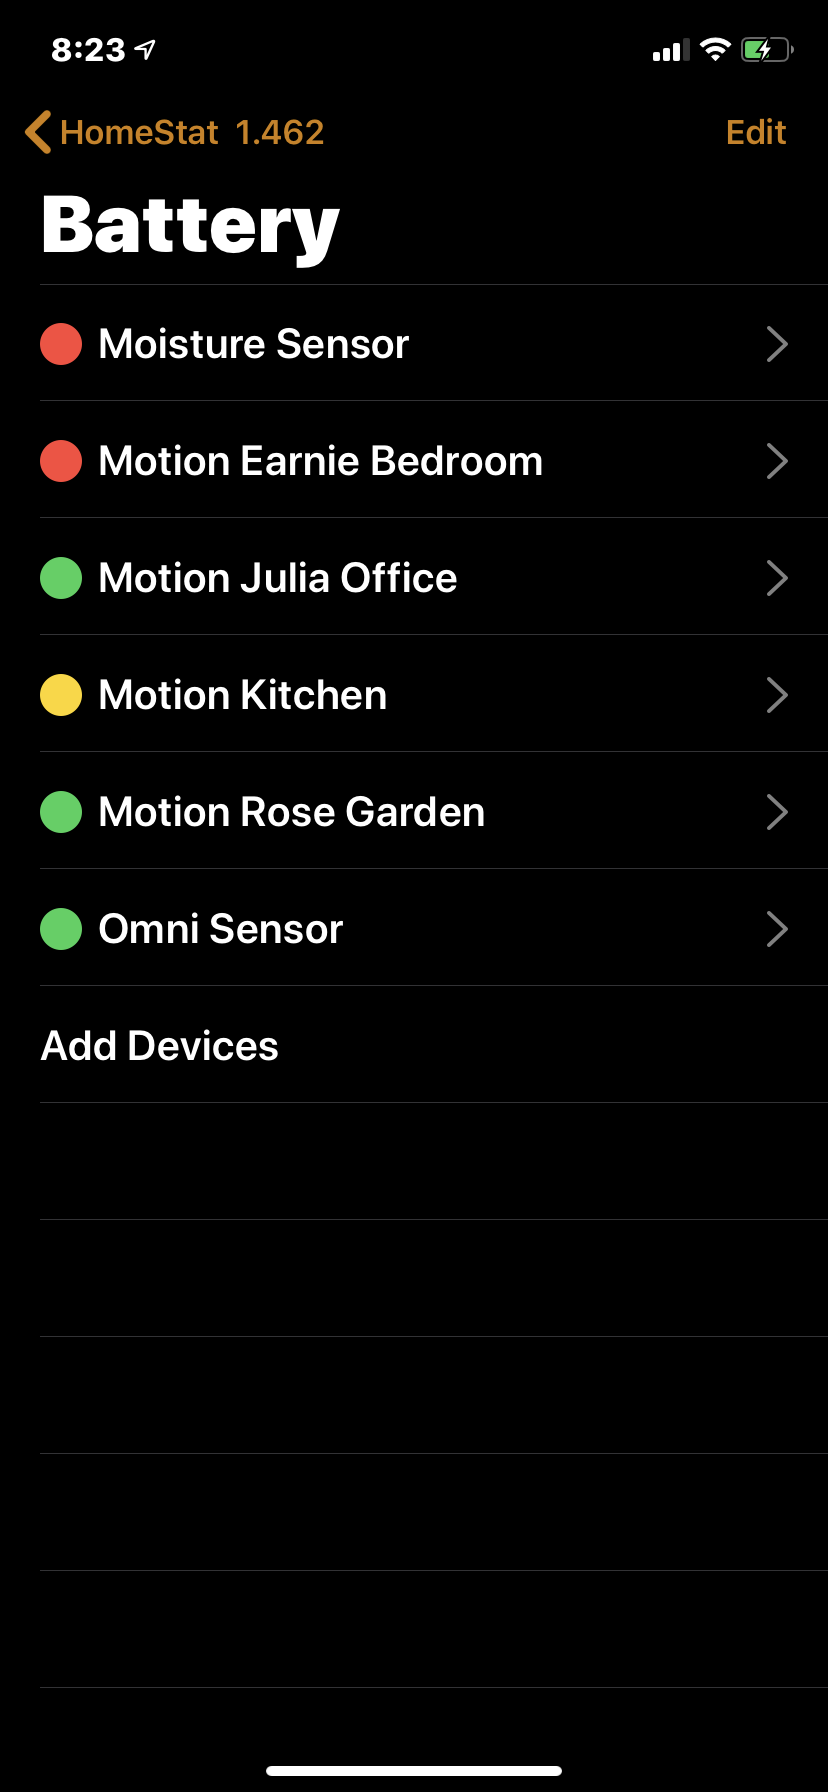 8:23
HomeStat 1.462
Edit
Battery
Moisture Sensor
Motion Earnie Bedroom
Motion Julia Office
Motion Kitchen
Motion Rose Garden
Omni Sensor
Add Devices